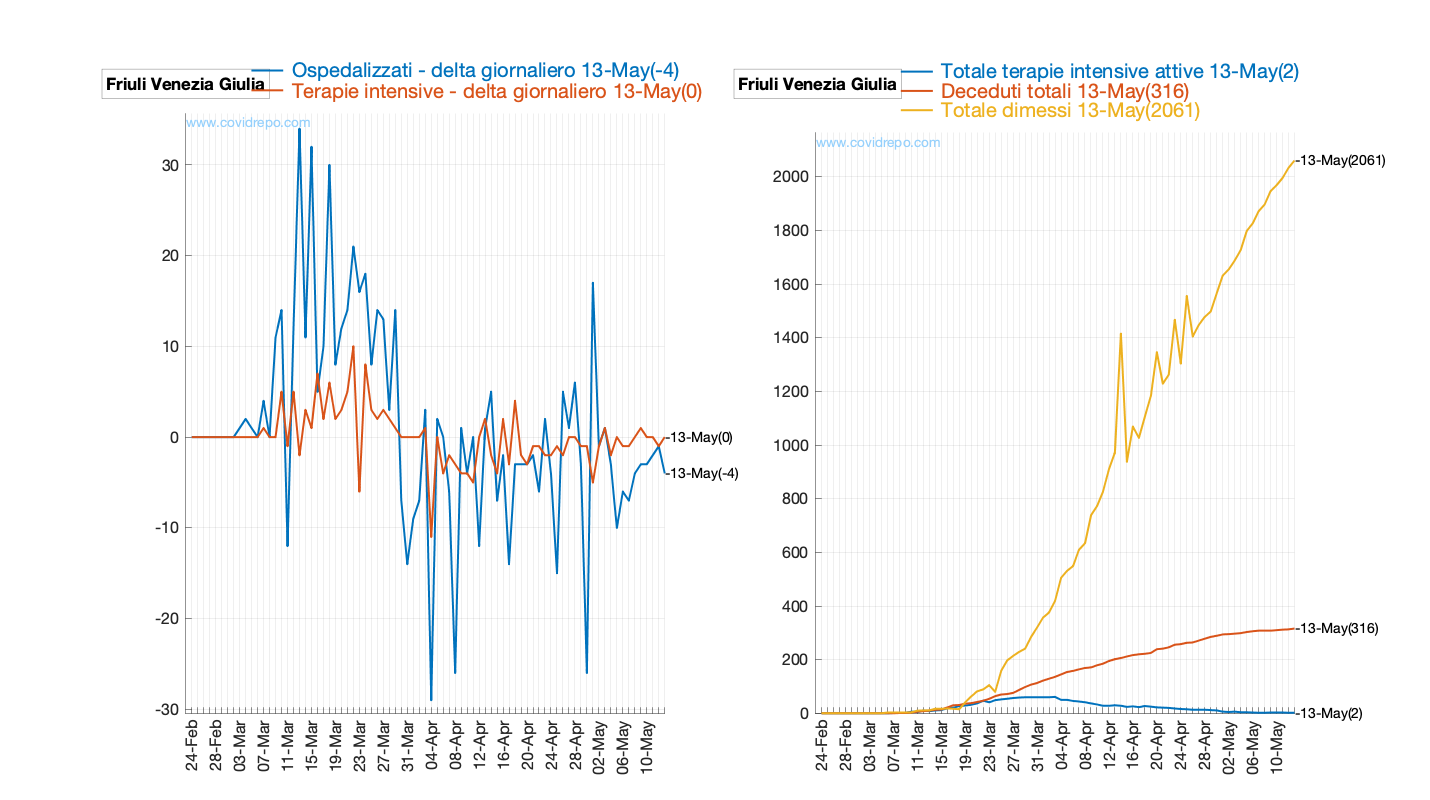 Friuli Venezia Giulia
Ospedalizzati - delta giornaliero 13-May(-4)
Terapie intensive - delta giornaliero 13-May(0)
www.covidrepo.com
30
20
10
0
-10
-20
-30
-13-May(0)
-13-May(-4)
24-Feb
28-Feb
03-Mar
07-Mar
11-Mar
15-Mar
19-Mar
23-Mar
27-Mar
31-Mar
04-Apr
08-Apr
12-Apr
16-Apr
20-Apr
24-Apr
28-Apr
02-May
06-May
10-May
Friuli Venezia Giulia
Totale terapie intensive attive 13-May(2)
Deceduti totali 13-May(316)
Totale dimessi 13-May(2061)
www.covidrepo.com
2000
1800
1600
1400
1200
1000
800
600
400
200
0
-13-May(2061)
-13-May(316)
-13-May(2)
24-Feb
28-Feb
03-Mar
07-Mar
11-Mar
15-Mar
19-Mar
23-Mar
27-Mar
31-Mar
04-Apr
08-Apr
12-Apr
16-Apr
20-Apr
24-Apr
28-Apr
02-May
06-May
10-May